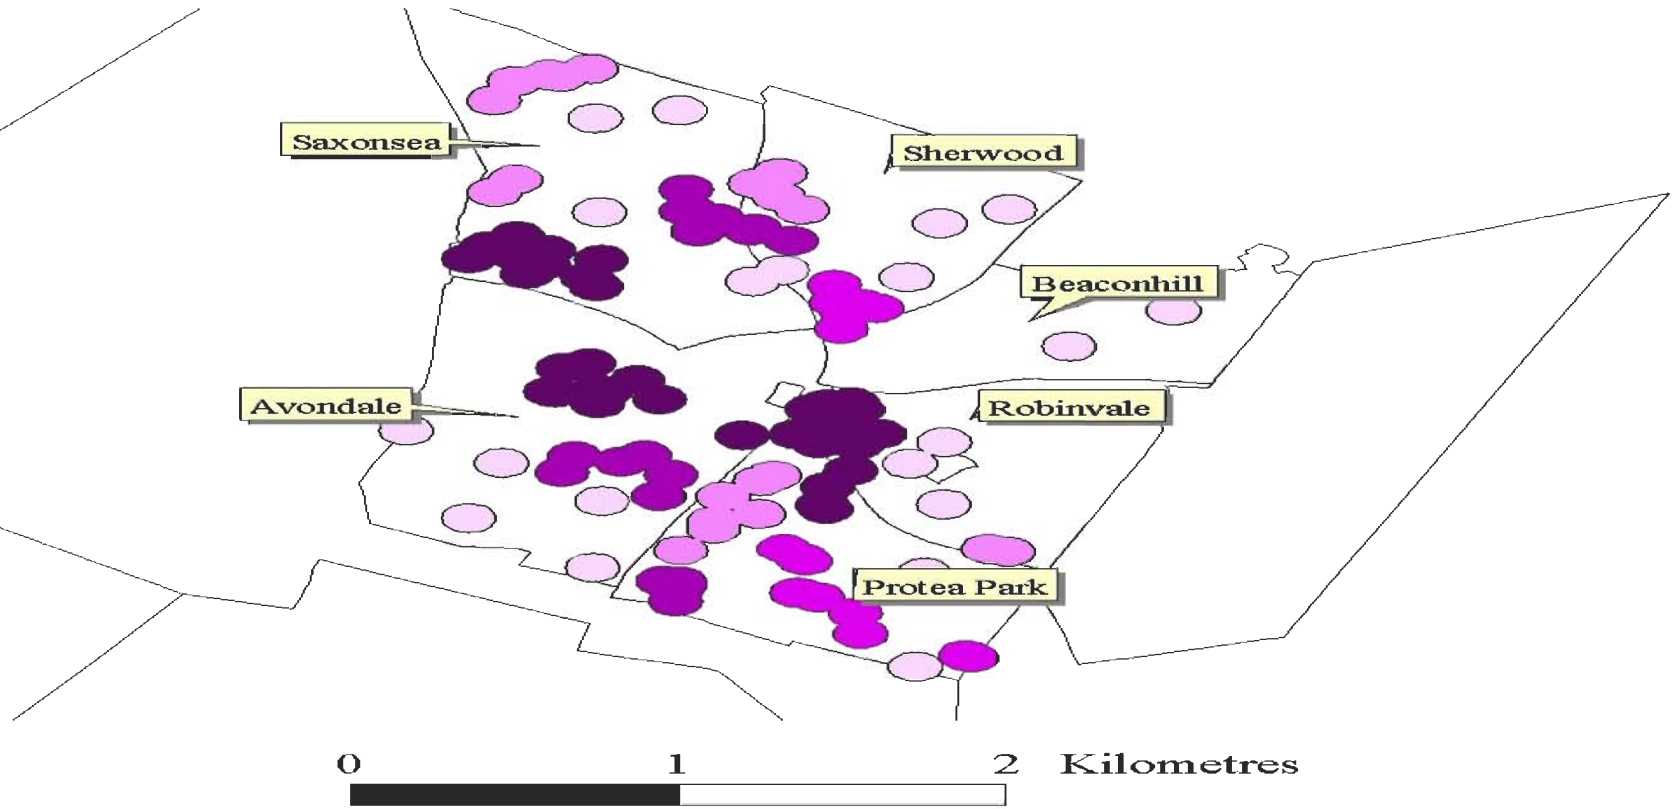 Saxonsea
Sherwood
Beaconhill
Avondale
Robinvale
Protea Park
0 1 2 Kilometres